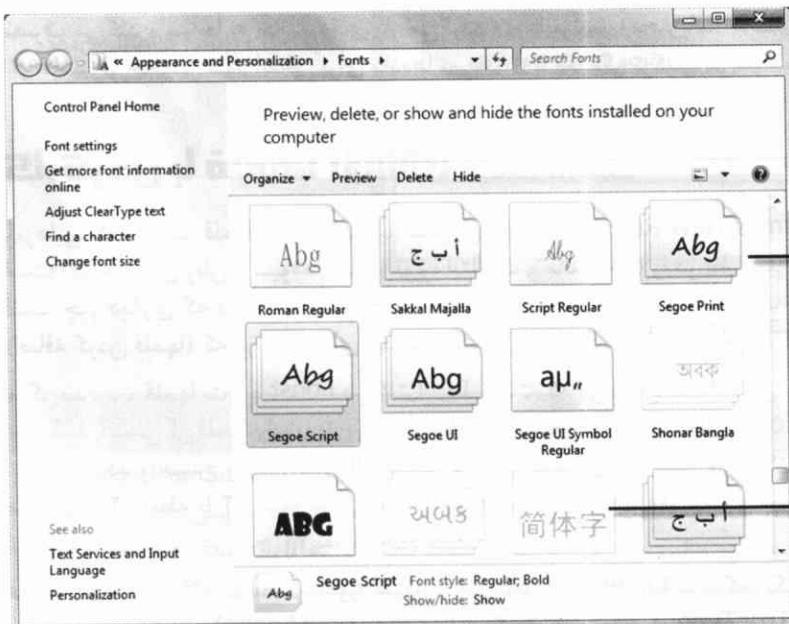 « Appearance and Personalization ▸ Fonts ▸
Search Fonts
Control Panel Home
Font settings
Get more font information
online
Adjust ClearType text
Find a character
Change font size
See also
Text Services and Input
Language
Personalization
Preview, delete, or show and hide the fonts installed on your
computer
Organize Preview Delete Hide
Abg أ ب ج Abg Abg
Roman Regular Sakkal Majalla Script Regular Segoe Print
Abg Abg aµ„ অবক
Segoe Script Segoe UI Segoe UI Symbol
Regular Shonar Bangla
ABG અબક 简体字 أ ب ج
Abg Segoe Script Font style: Regular; Bold
Show/hide: Show